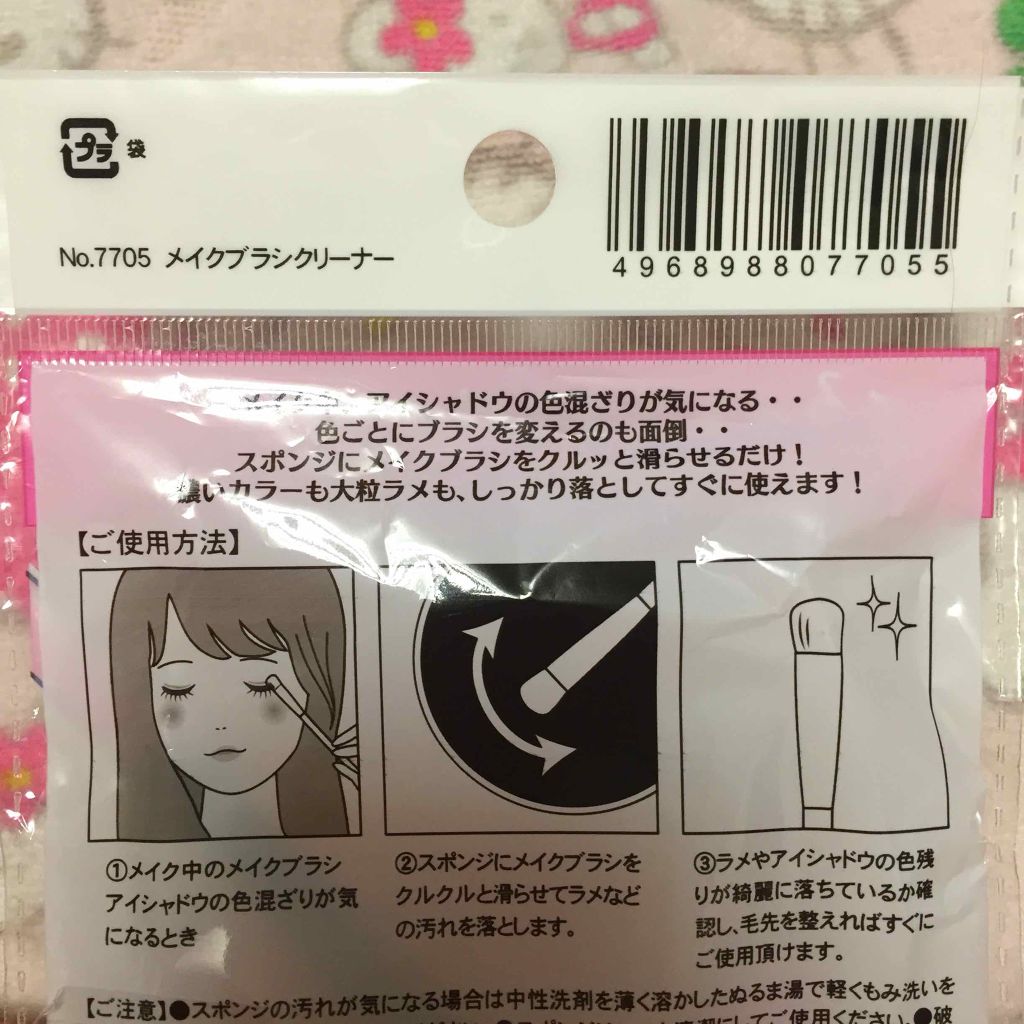 プラ 袋
No.7705 メイクブラシクリーナー
4968988077055
アイシャドウの色混ざりが気になる・・
色ごとにブラシを変えるのも面倒・・
スポンジにメイクブラシをクルッと滑らせるだけ！
濃いカラーも大粒ラメも、しっかり落としてすぐに使えます！
【ご使用方法】
①メイク中のメイクブラシ
アイシャドウの色混ざりが気
になるとき
②スポンジにメイクブラシを
クルクルと滑らせてラメなど
の汚れを落とします。
③ラメやアイシャドウの色残
りが綺麗に落ちているか確
認し、毛先を整えればすぐに
ご使用頂けます。
【ご注意】●スポンジの汚れが気になる場合は中性洗剤を薄く溶かしたぬるま湯で軽くもみ洗いを
にしてご使用ください。●破